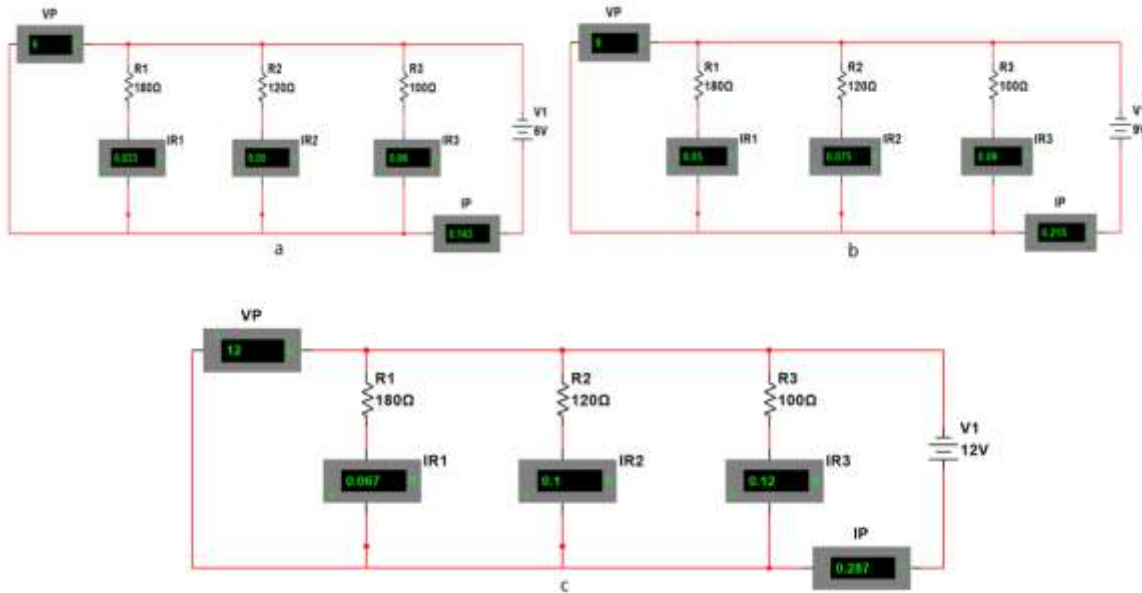 VP
6
R1
180Ω
R2
120Ω
R3
100Ω
V1
6V
0.033
IR1
0.05
IR2
0.06
IR3
IP
0.143
a
VP
9
R1
180Ω
R2
120Ω
R3
100Ω
0.05
IR1
0.075
IR2
0.09
IR3
IP
0.215
b
VP
12
R1
180Ω
R2
120Ω
R3
100Ω
V1
12V
IR1
0.067
IR2
0.1
IR3
0.12
IP
0.287
c